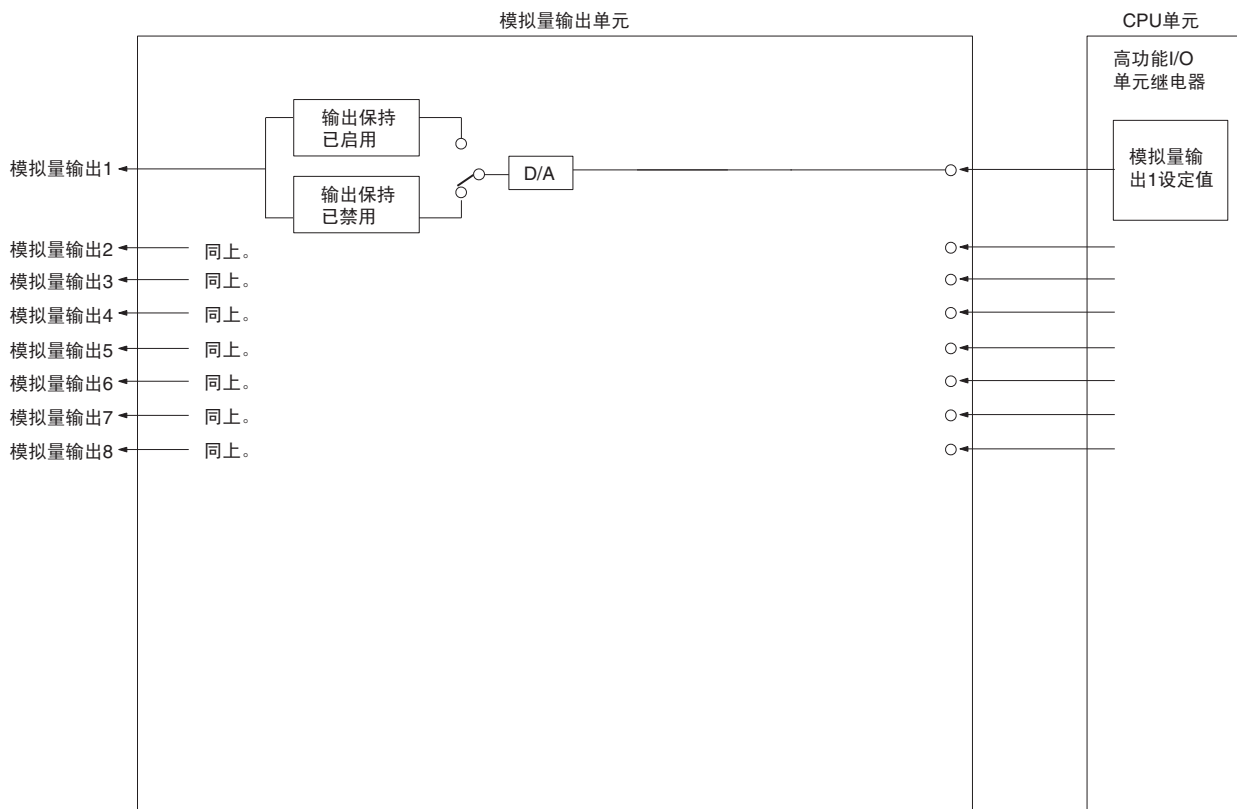 模拟量输出单元
CPU单元
高功能I/O
单元继电器
输出保持
已启用
模拟量输出1
D/A
模拟量输
出1设定值
输出保持
已禁用
模拟量输出2
同上。
模拟量输出3
同上。
模拟量输出4
同上。
模拟量输出5
同上。
模拟量输出6
同上。
模拟量输出7
同上。
模拟量输出8
同上。